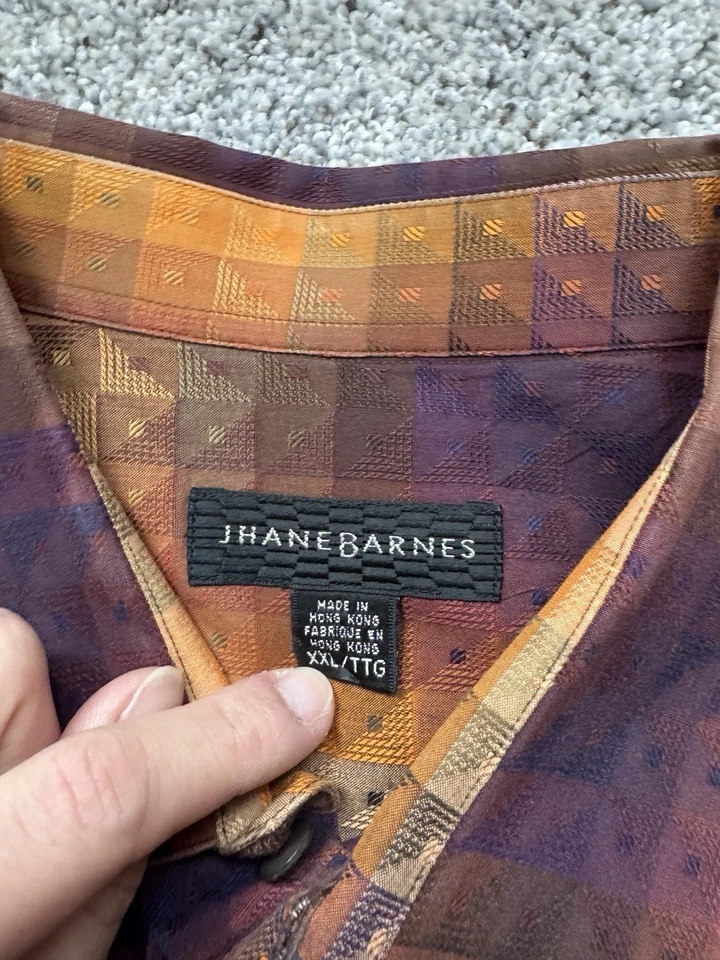 JHANEBARNES
MADE IN
HONG KONG
FABRIQUE EN
HONG KONG
XXL/TTG